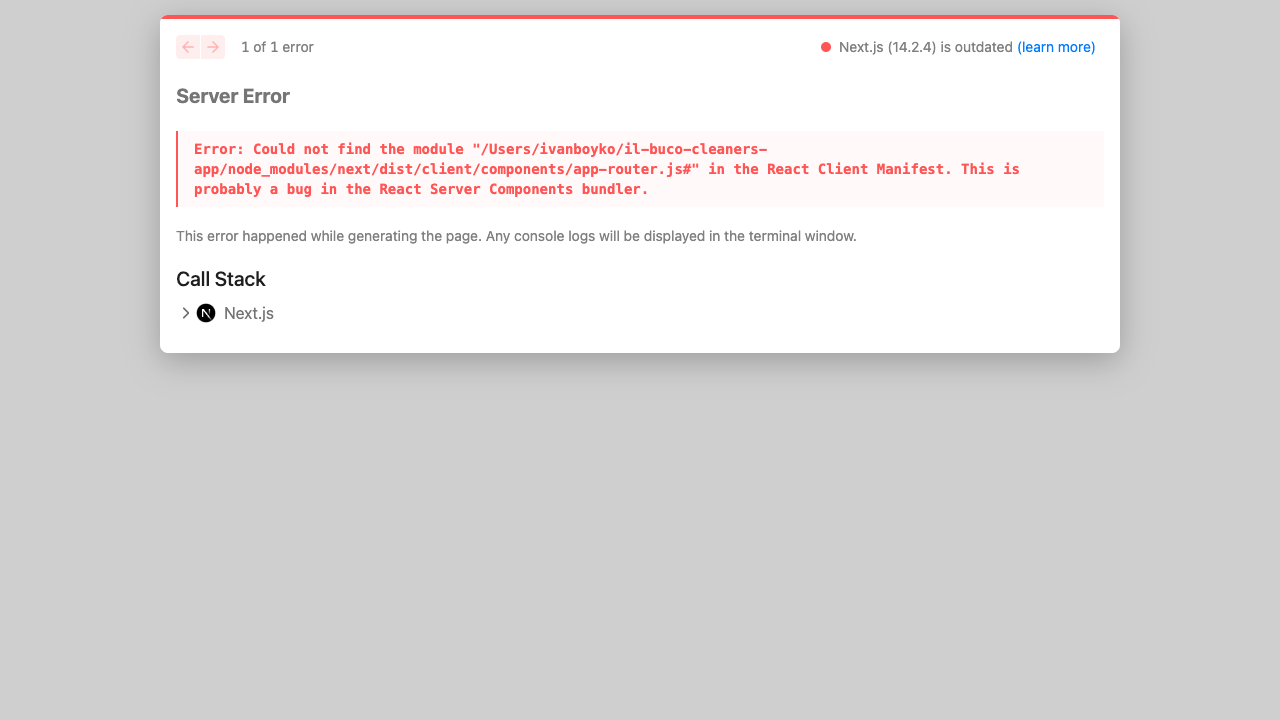 1 of 1 error
Next.js (14.2.4) is outdated (learn more)
Server Error
Error: Could not find the module "/Users/ivanboyko/il-buco-cleaners-
app/node_modules/next/dist/client/components/app-router.js#" in the React Client Manifest. This is
probably a bug in the React Server Components bundler.
This error happened while generating the page. Any console logs will be displayed in the terminal window.
Call Stack
Next.js